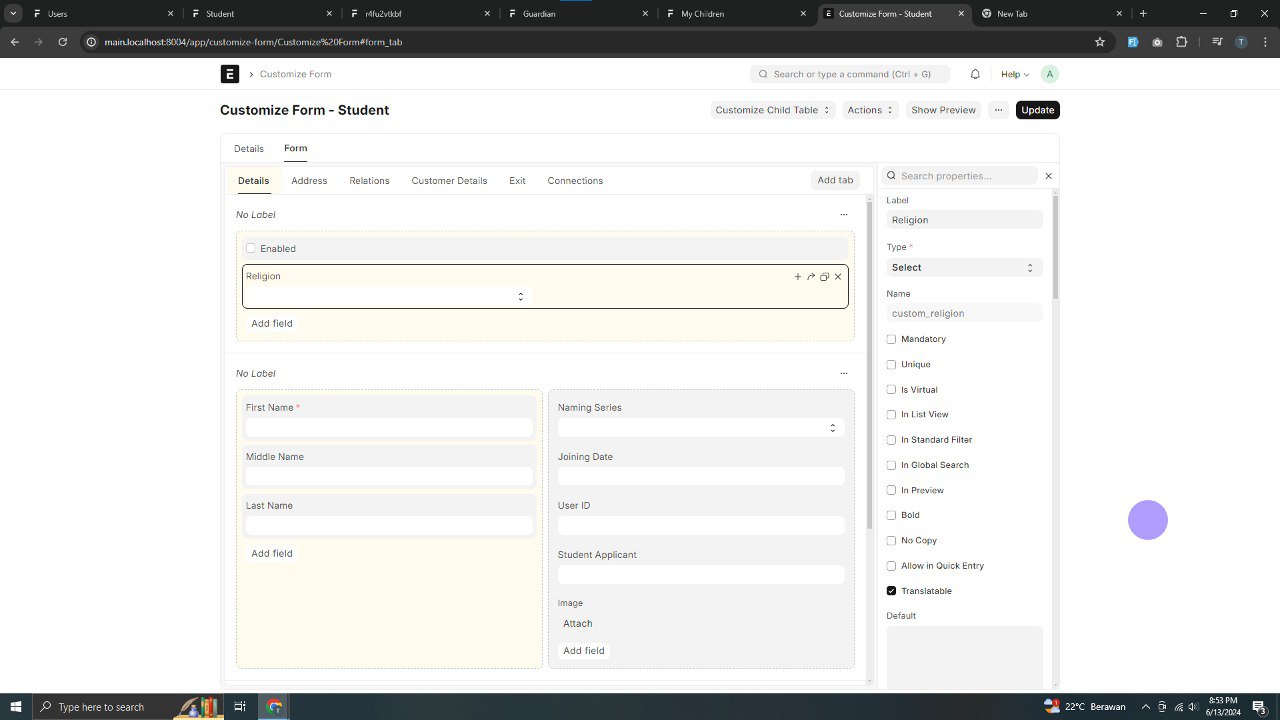 Users
Student
r4fu2vtkbf
Guardian
My Children
Customize Form - Student
New Tab
main.localhost:8004/app/customize-form/Customize%20Form#form_tab
T
E
Customize Form
Search or type a command (Ctrl + G)
Help
A
Customize Form - Student
Customize Child Table
Actions
Show Preview
Update
Details
Form
Details
Address
Relations
Customer Details
Exit
Connections
Add tab
No Label
Enabled
Religion
Add field
No Label
First Name *
Middle Name
Last Name
Add field
Naming Series
Joining Date
User ID
Student Applicant
Image
Attach
Add field
Search properties...
Label
Religion
Type *
Select
Name
custom_religion
Mandatory
Unique
Is Virtual
In List View
In Standard Filter
In Global Search
In Preview
Bold
No Copy
Allow in Quick Entry
Translatable
Default
Type here to search
22°C Berawan
8:53 PM
6/13/2024